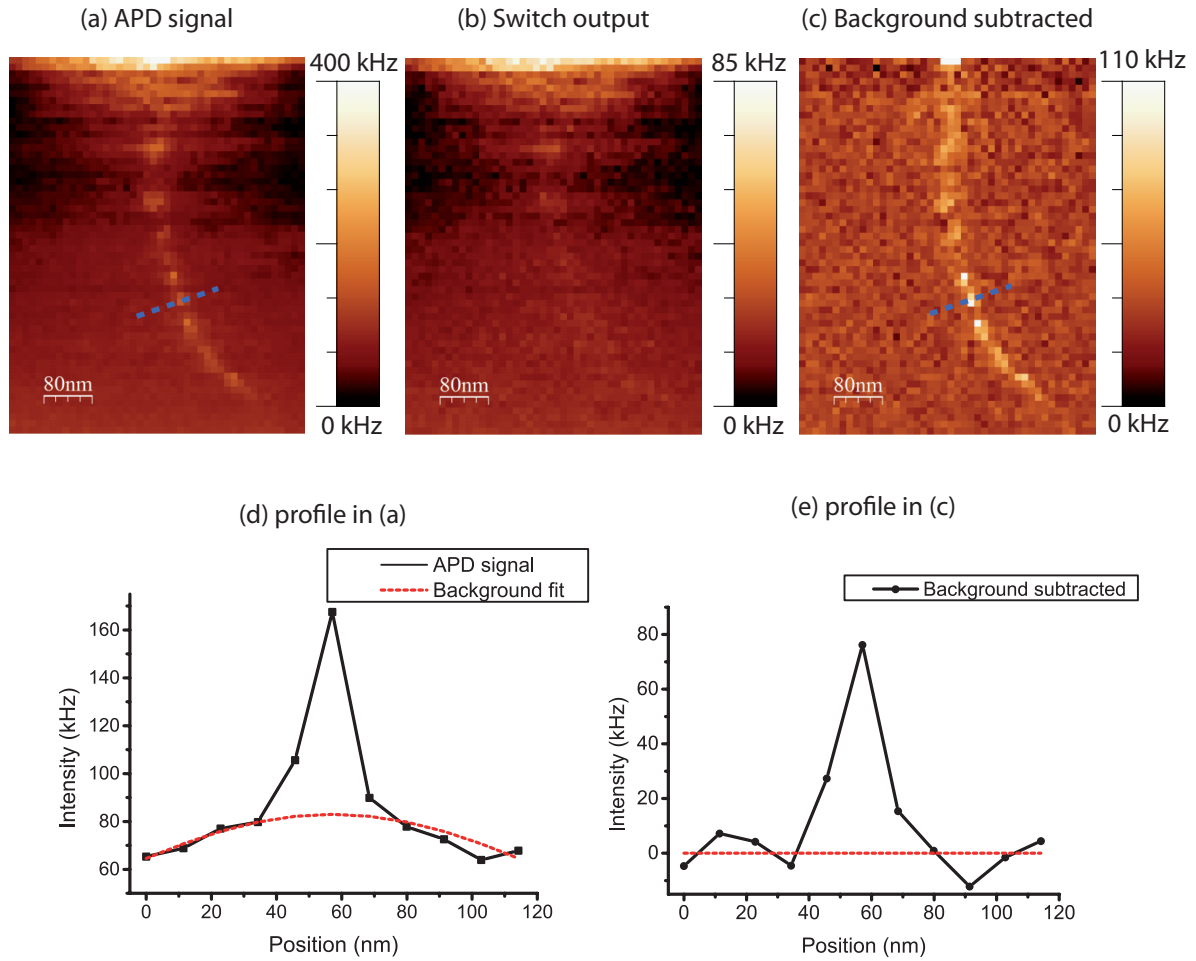 (a) APD signal
(b) Switch output
(c) Background subtracted
400 kHz
85 kHz
110 kHz
80nm
80nm
80nm
0 kHz
0 kHz
0 kHz
(d) profile in (a)
(e) profile in (c)
APD signal
Background fit
Background subtracted
Intensity (kHz)
160
140
120
100
80
60
0
20
40
60
80
100
120
Position (nm)
Intensity (kHz)
80
60
40
20
0
0
20
40
60
80
100
120
Position (nm)